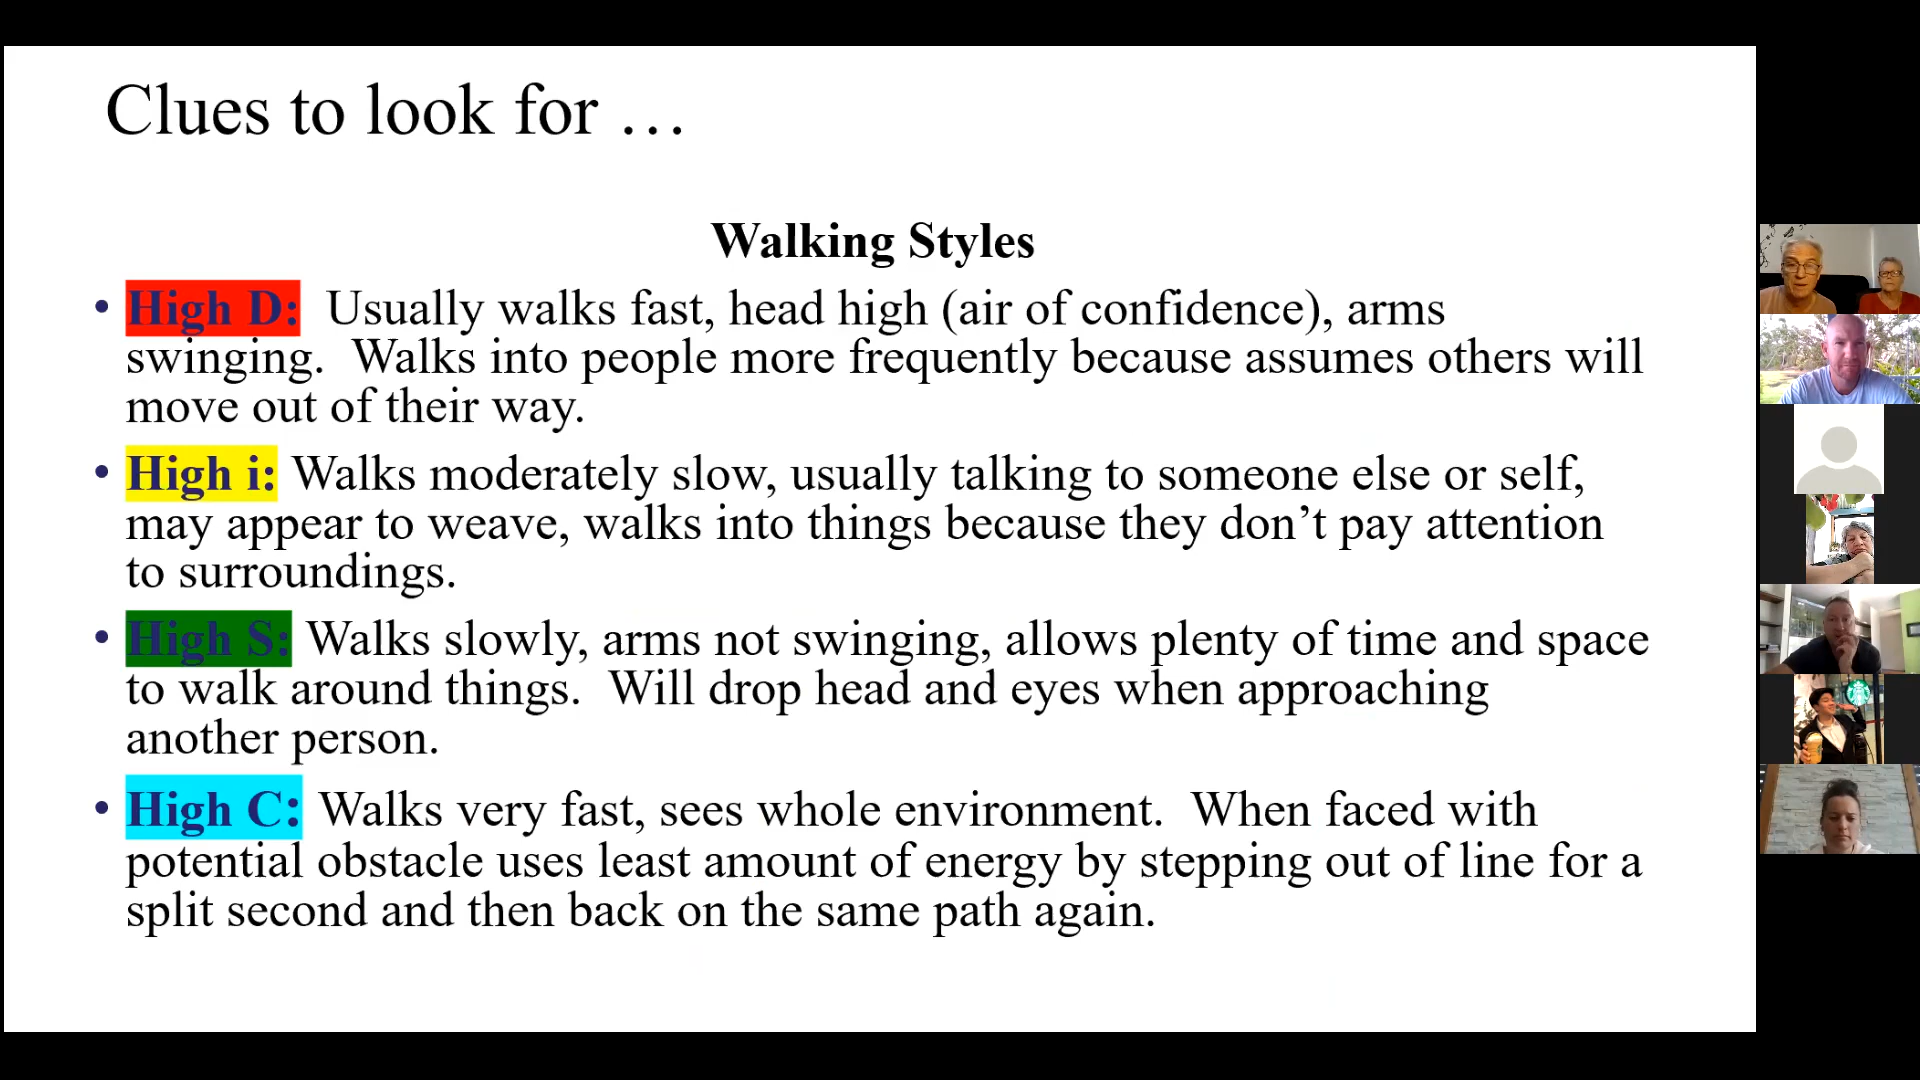 Clues to look for …
Walking Styles
• High D:  Usually walks fast, head high (air of confidence), arms
swinging.  Walks into people more frequently because assumes others will
move out of their way.
• High i: Walks moderately slow, usually talking to someone else or self,
may appear to weave, walks into things because they don’t pay attention
to surroundings.
• High S: Walks slowly, arms not swinging, allows plenty of time and space
to walk around things.  Will drop head and eyes when approaching
another person.
• High C: Walks very fast, sees whole environment.  When faced with
potential obstacle uses least amount of energy by stepping out of line for a
split second and then back on the same path again.